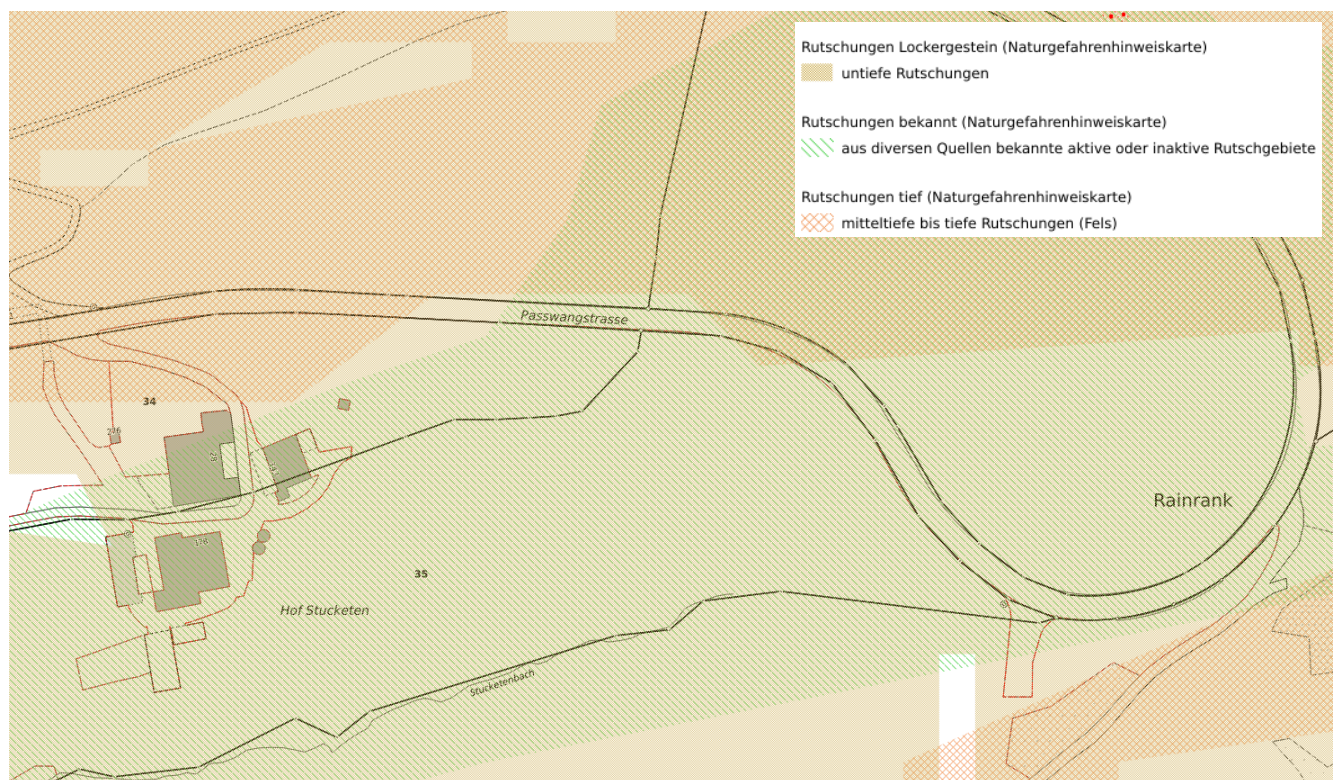 Rutschungen Lockergestein (Naturgefahrenhinweiskarte)
untiefe Rutschungen
Rutschungen bekannt (Naturgefahrenhinweiskarte)
aus diversen Quellen bekannte aktive oder inaktive Rutschgebiete
Rutschungen tief (Naturgefahrenhinweiskarte)
mitteltiefe bis tiefe Rutschungen (Fels)
Passwangstrasse
34
Rainrank
35
Hof Stucketen
Stucketenbach